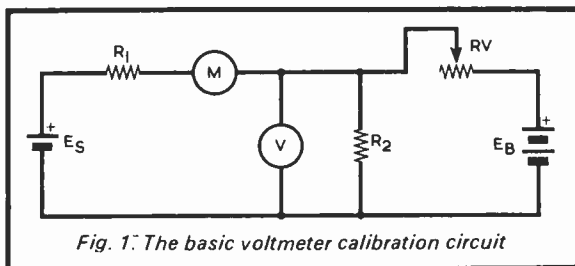 R1
M
RV
+
ES
V
R2
EB
+
Fig. 1. The basic voltmeter calibration circuit